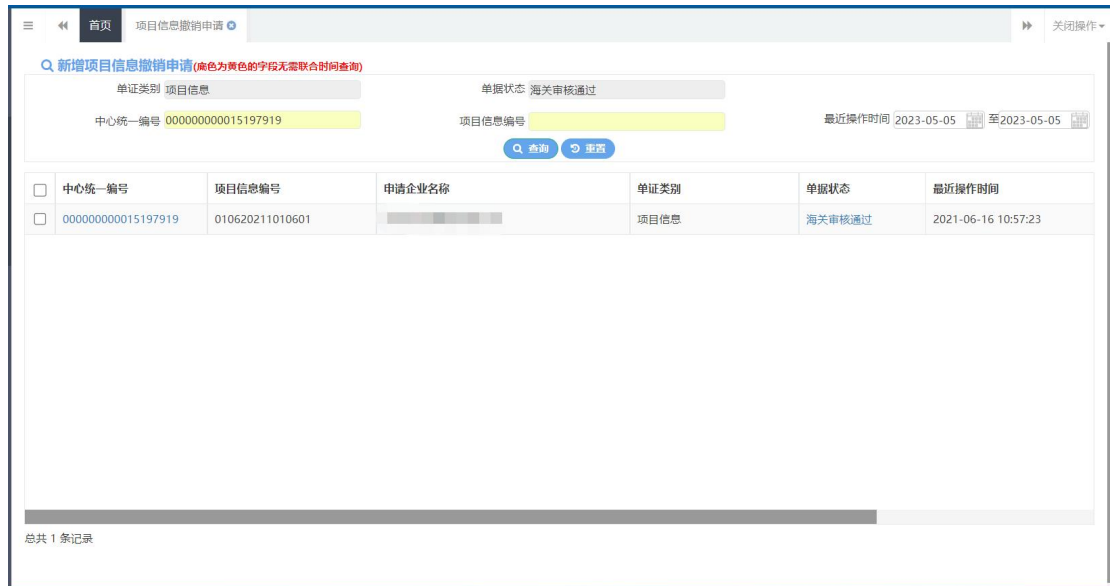 首页 项目信息撤销申请 关闭操作
新增项目信息撤销申请(底色为黄色的字段无需联合时间查询)
单证类别 项目信息 单据状态 海关审核通过
中心统一编号 000000000015197919 项目信息编号 最近操作时间 2023-05-05 至 2023-05-05
查询 重置
中心统一编号 项目信息编号 申请企业名称 单证类别 单据状态 最近操作时间
000000000015197919 010620211010601 项目信息 海关审核通过 2021-06-16 10:57:23
总共 1 条记录